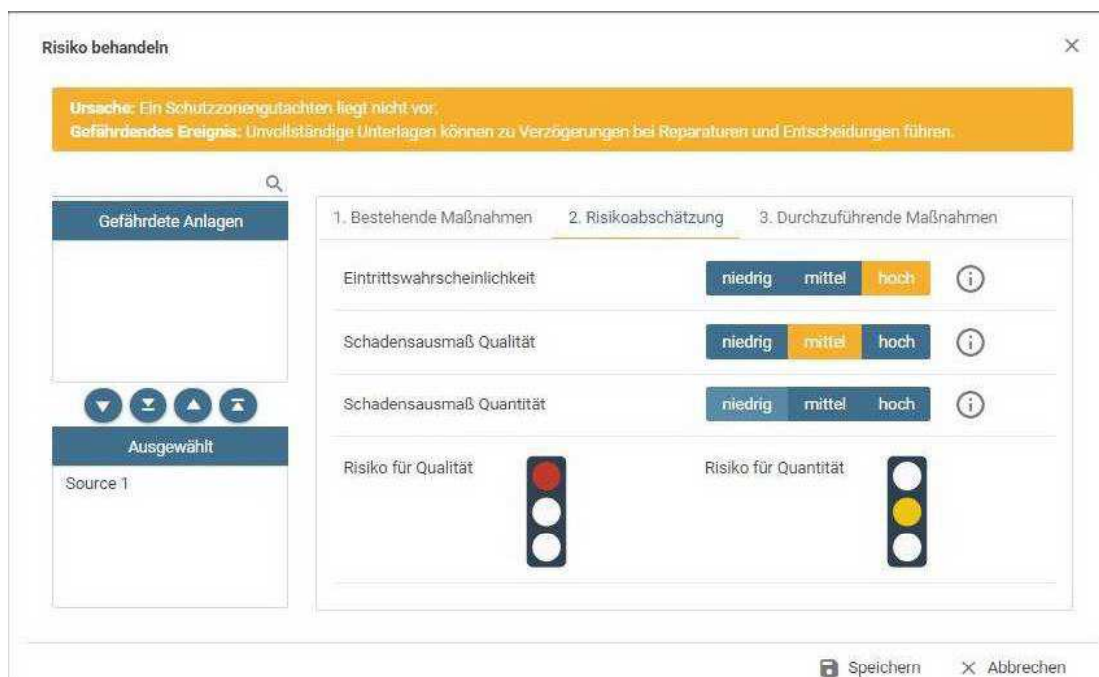 Risiko behandeln
Ursache: Ein Schutzzonengutachten liegt nicht vor.
Gefährdendes Ereignis: Unvollständige Unterlagen können zu Verzögerungen bei Reparaturen und Entscheidungen führen.
Gefährdete Anlagen
Ausgewählt
Source 1
1. Bestehende Maßnahmen 2. Risikoabschätzung 3. Durchzuführende Maßnahmen
Eintrittswahrscheinlichkeit niedrig mittel hoch
Schadensausmaß Qualität niedrig mittel hoch
Schadensausmaß Quantität niedrig mittel hoch
Risiko für Qualität Risiko für Quantität
Speichern Abbrechen